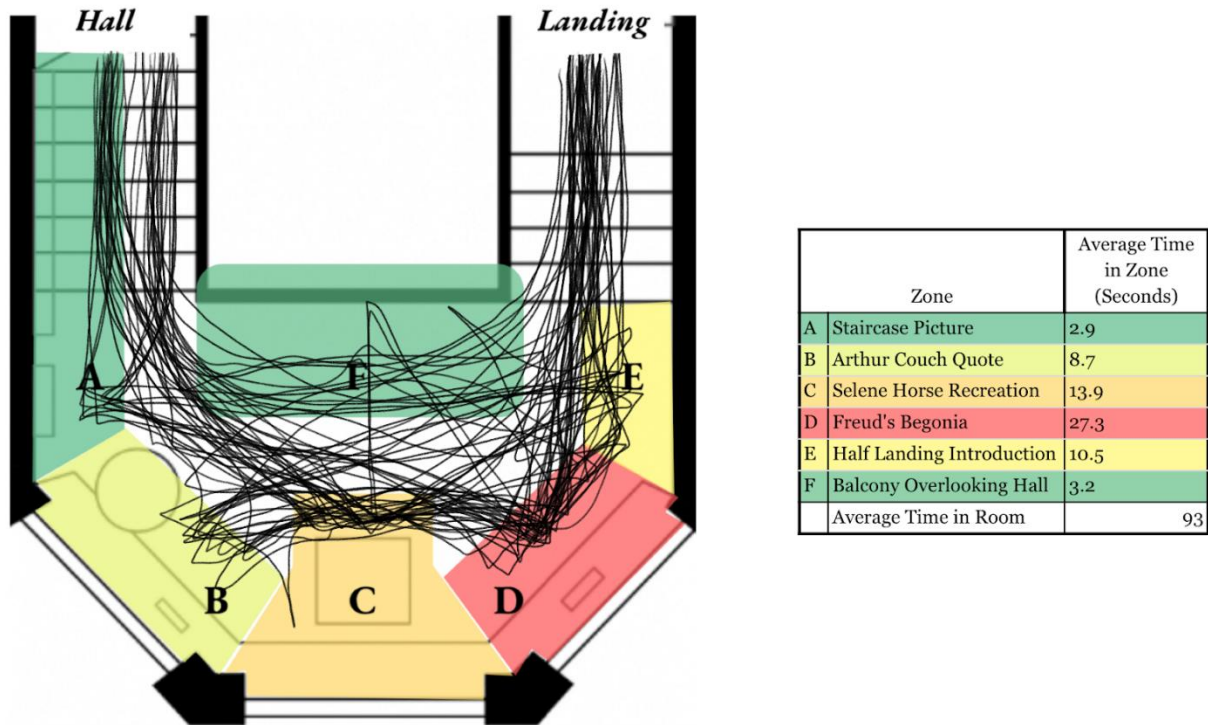 Hall
Landing
A
F
E
B
C
D
Zone
Average Time
in Zone
(Seconds)
A Staircase Picture 2.9
B Arthur Couch Quote 8.7
C Selene Horse Recreation 13.9
D Freud's Begonia 27.3
E Half Landing Introduction 10.5
F Balcony Overlooking Hall 3.2
Average Time in Room 93